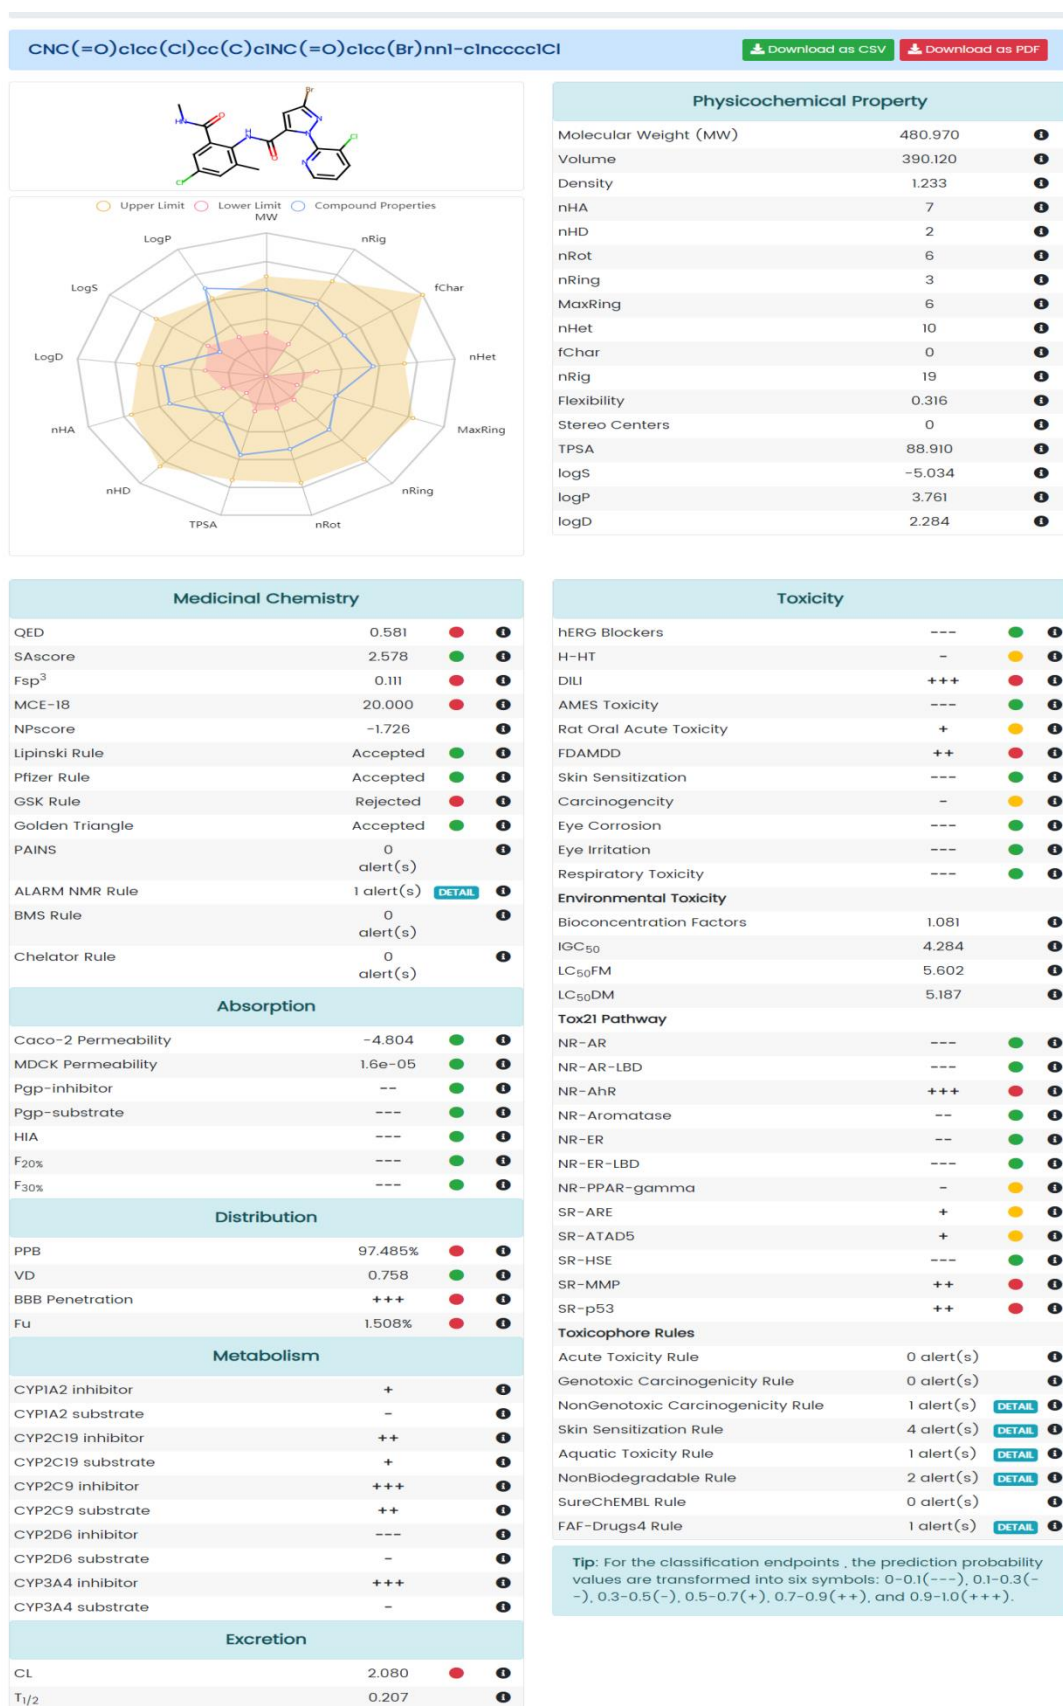 CNC(=O)c1cc(Cl)cc(C)c1NC(=O)c1cc(Br)nn1-c1ncccc1Cl
Download as CSV
Download as PDF
Br
N
N
HN
O
H
N
O
N
Cl
Cl
Upper Limit
Lower Limit
Compound Properties
MW
LogP
nRig
LogS
fChar
LogD
nHet
nHA
MaxRing
nHD
nRing
TPSA
nRot
Physicochemical Property
Molecular Weight (MW) 480.970
Volume 390.120
Density 1.233
nHA 7
nHD 2
nRot 6
nRing 3
MaxRing 6
nHet 10
fChar 0
nRig 19
Flexibility 0.316
Stereo Centers 0
TPSA 88.910
logS -5.034
logP 3.761
logD 2.284
Medicinal Chemistry
QED 0.581
SAscore 2.578
Fsp3 0.111
MCE-18 20.000
NPscore -1.726
Lipinski Rule Accepted
Pfizer Rule Accepted
GSK Rule Rejected
Golden Triangle Accepted
PAINS 0
alert(s)
ALARM NMR Rule 1 alert(s) DETAIL
BMS Rule 0
alert(s)
Chelator Rule 0
alert(s)
Absorption
Caco-2 Permeability -4.804
MDCK Permeability 1.6e-05
Pgp-inhibitor --
Pgp-substrate ---
HIA ---
F20% ---
F30% ---
Distribution
PPB 97.485%
VD 0.758
BBB Penetration +++
Fu 1.508%
Metabolism
CYP1A2 inhibitor +
CYP1A2 substrate -
CYP2C19 inhibitor ++
CYP2C19 substrate +
CYP2C9 inhibitor +++
CYP2C9 substrate ++
CYP2D6 inhibitor ---
CYP2D6 substrate -
CYP3A4 inhibitor +++
CYP3A4 substrate -
Excretion
CL 2.080
T1/2 0.207
Toxicity
hERG Blockers ---
H-HT -
DILI +++
AMES Toxicity ---
Rat Oral Acute Toxicity +
FDAMDD ++
Skin Sensitization ---
Carcinogencity -
Eye Corrosion ---
Eye Irritation ---
Respiratory Toxicity ---
Environmental Toxicity
Bioconcentration Factors 1.081
IGC50 4.284
LC50FM 5.602
LC50DM 5.187
Tox21 Pathway
NR-AR ---
NR-AR-LBD ---
NR-AhR +++
NR-Aromatase --
NR-ER --
NR-ER-LBD ---
NR-PPAR-gamma -
SR-ARE +
SR-ATAD5 +
SR-HSE ---
SR-MMP ++
SR-p53 ++
Toxicophore Rules
Acute Toxicity Rule 0 alert(s)
Genotoxic Carcinogenicity Rule 0 alert(s)
NonGenotoxic Carcinogenicity Rule 1 alert(s) DETAIL
Skin Sensitization Rule 4 alert(s) DETAIL
Aquatic Toxicity Rule 1 alert(s) DETAIL
NonBiodegradable Rule 2 alert(s) DETAIL
SureChEMBL Rule 0 alert(s)
FAF-Drugs4 Rule 1 alert(s) DETAIL
Tip: For the classification endpoints , the prediction probability
values are transformed into six symbols: 0-0.1(---), 0.1-0.3(-
-), 0.3-0.5(-), 0.5-0.7(+), 0.7-0.9(++), and 0.9-1.0(+++).